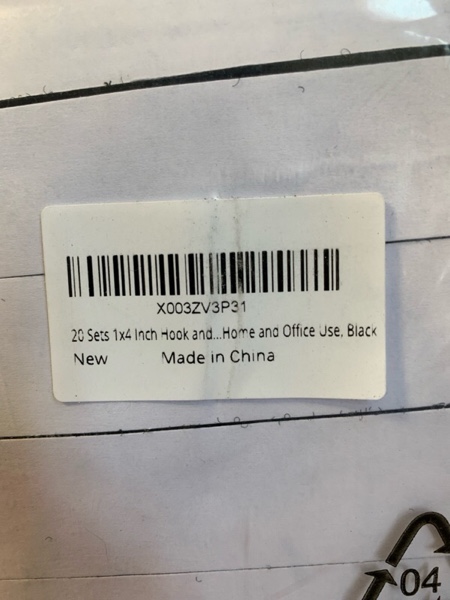 X003ZV3P31
20 Sets 1x4 Inch Hook and...Home and Office Use, Black
New Made in China
04